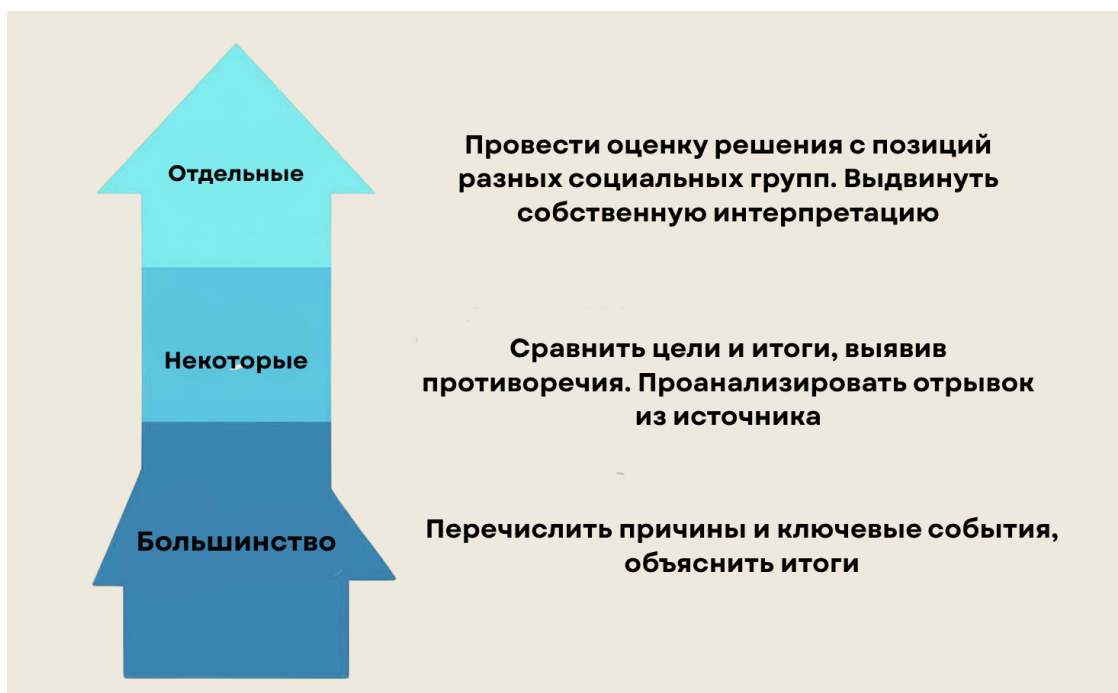 Отдельные
Провести оценку решения с позиций
разных социальных групп. Выдвинуть
собственную интерпретацию
Некоторые
Сравнить цели и итоги, выявив
противоречия. Проанализировать отрывок
из источника
Большинство
Перечислить причины и ключевые события,
объяснить итоги